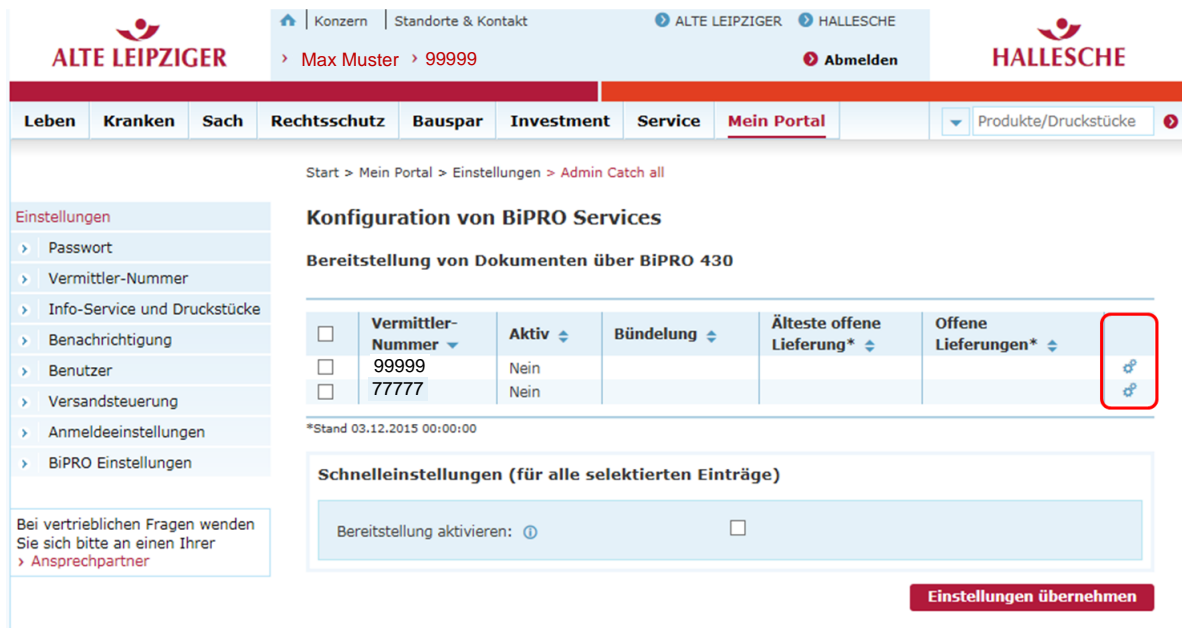 Konzern Standorte & Kontakt ALTE LEIPZIGER HALLESCHE
ALTE LEIPZIGER
Max Muster 99999 Abmelden
HALLESCHE
Leben Kranken Sach Rechtsschutz Bauspar Investment Service Mein Portal Produkte/Druckstücke
Start > Mein Portal > Einstellungen > Admin Catch all
Einstellungen
Passwort
Vermittler-Nummer
Info-Service und Druckstücke
Benachrichtigung
Benutzer
Versandsteuerung
Anmeldeeinstellungen
BiPRO Einstellungen
Bei vertrieblichen Fragen wenden
Sie sich bitte an einen Ihrer
> Ansprechpartner
Konfiguration von BiPRO Services
Bereitstellung von Dokumenten über BiPRO 430
Vermittler-
Nummer
Aktiv
Bündelung
Älteste offene
Lieferung*
Offene
Lieferungen*
99999 Nein
77777 Nein
*Stand 03.12.2015 00:00:00
Schnelleinstellungen (für alle selektierten Einträge)
Bereitstellung aktivieren:
Einstellungen übernehmen